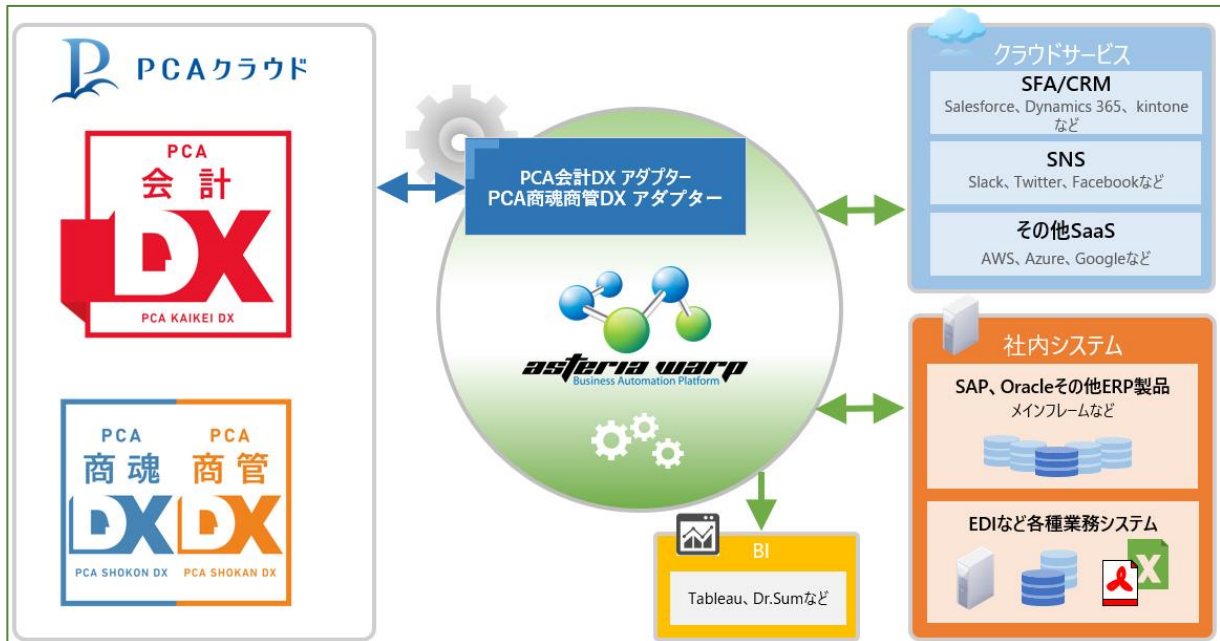 PCAクラウド
PCA
会計
DX
PCA KAIKEI DX
PCA
商魂
DX
PCA SHOKON DX
PCA
商管
DX
PCA SHOKAN DX
PCA会計DX アダプター
PCA商魂商管DX アダプター
asteria warp
Business Automation Platform
BI
Tableau、Dr.Sumなど
クラウドサービス
SFA/CRM
Salesforce、Dynamics 365、 kintone
など
SNS
Slack、Twitter、Facebookなど
その他SaaS
AWS、Azure、Googleなど
社内システム
SAP、Oracleその他ERP製品
メインフレームなど
EDIなど各種業務システム
X